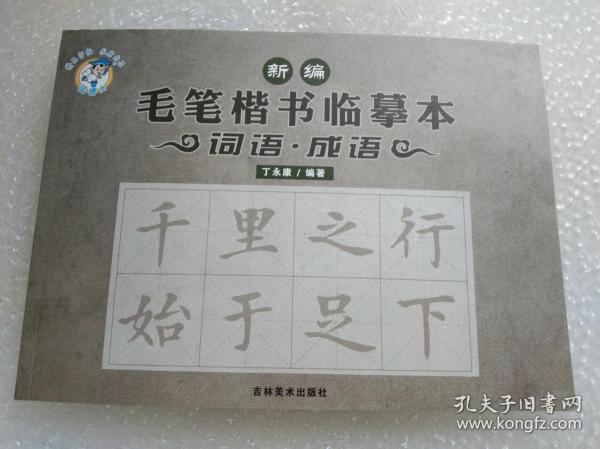 新编
毛笔楷书临摹本
词语·成语
丁永康/编著
千里之行
始于足下
吉林美术出版社
孔夫子旧书网
www.kongfz.com